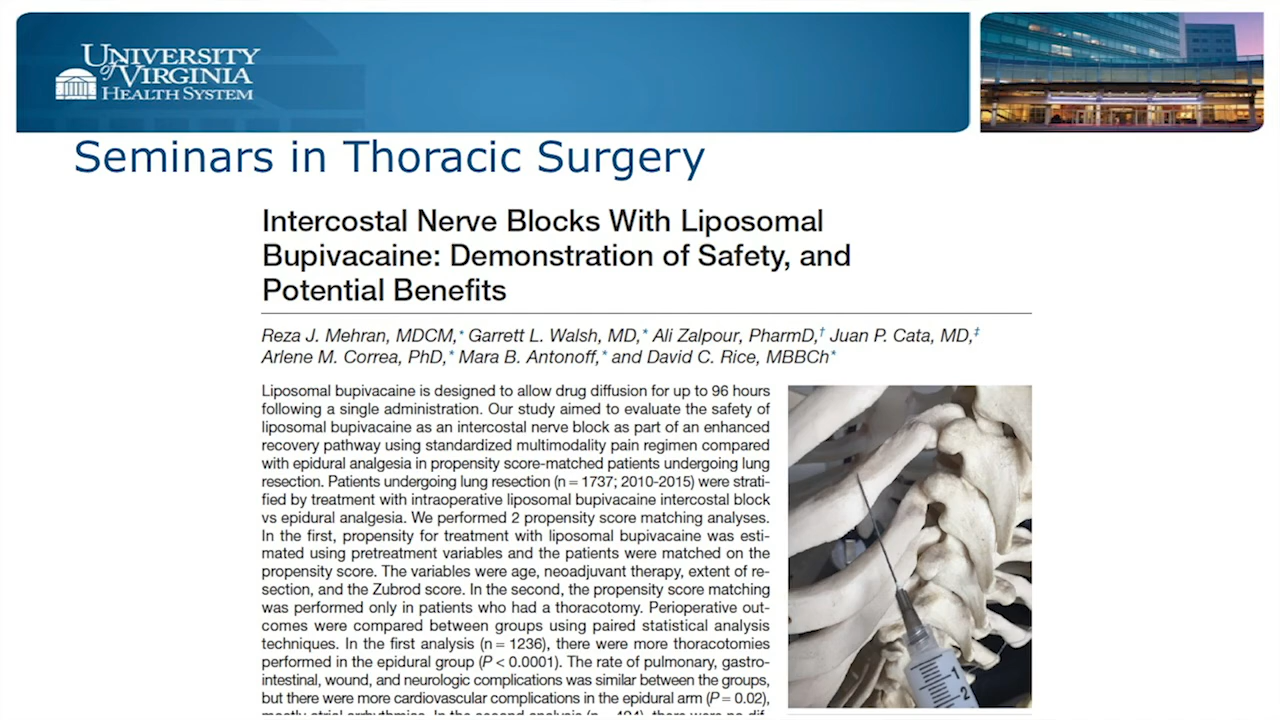 UNIVERSITY
of VIRGINIA
HEALTH SYSTEM
Seminars in Thoracic Surgery
Intercostal Nerve Blocks With Liposomal
Bupivacaine: Demonstration of Safety, and
Potential Benefits
Reza J. Mehran, MDCM,* Garrett L. Walsh, MD,* Ali Zalpour, PharmD,† Juan P. Cata, MD,‡
Arlene M. Correa, PhD,* Mara B. Antonoff,* and David C. Rice, MBBCh*
Liposomal bupivacaine is designed to allow drug diffusion for up to 96 hours
following a single administration. Our study aimed to evaluate the safety of
liposomal bupivacaine as an intercostal nerve block as part of an enhanced
recovery pathway using standardized multimodality pain regimen compared
with epidural analgesia in propensity score-matched patients undergoing lung
resection. Patients undergoing lung resection (n = 1737; 2010-2015) were strati-
fied by treatment with intraoperative liposomal bupivacaine intercostal block
vs epidural analgesia. We performed 2 propensity score matching analyses.
In the first, propensity for treatment with liposomal bupivacaine was esti-
mated using pretreatment variables and the patients were matched on the
propensity score. The variables were age, neoadjuvant therapy, extent of re-
section, and the Zubrod score. In the second, the propensity score matching
was performed only in patients who had a thoracotomy. Perioperative out-
comes were compared between groups using paired statistical analysis
techniques. In the first analysis (n = 1236), there were more thoracotomies
performed in the epidural group (P < 0.0001). The rate of pulmonary, gastro-
intestinal, wound, and neurologic complications was similar between the groups,
but there were more cardiovascular complications in the epidural arm (P = 0.02),
1
2